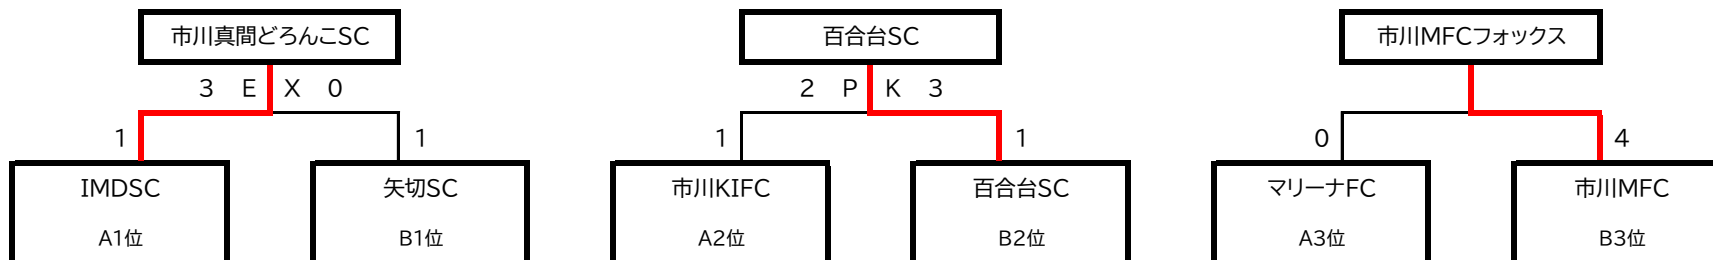 市川真間どろんこSC 百合台SC 市川MFCフォックス
3 E X 0 2 P K 3
1 1 1 1 0 4
IMDSC 矢切SC 市川KIFC 百合台SC マリーナFC 市川MFC
A1位 B1位 A2位 B2位 A3位 B3位